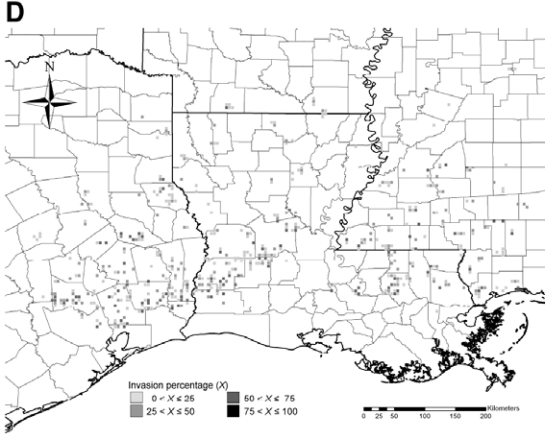 D
N
Invasion percentage (X)
0 < X ≤ 25
50 < X ≤ 75
25 < X ≤ 50
75 < X ≤ 100
Kilometers
0 25 50 100 150 200